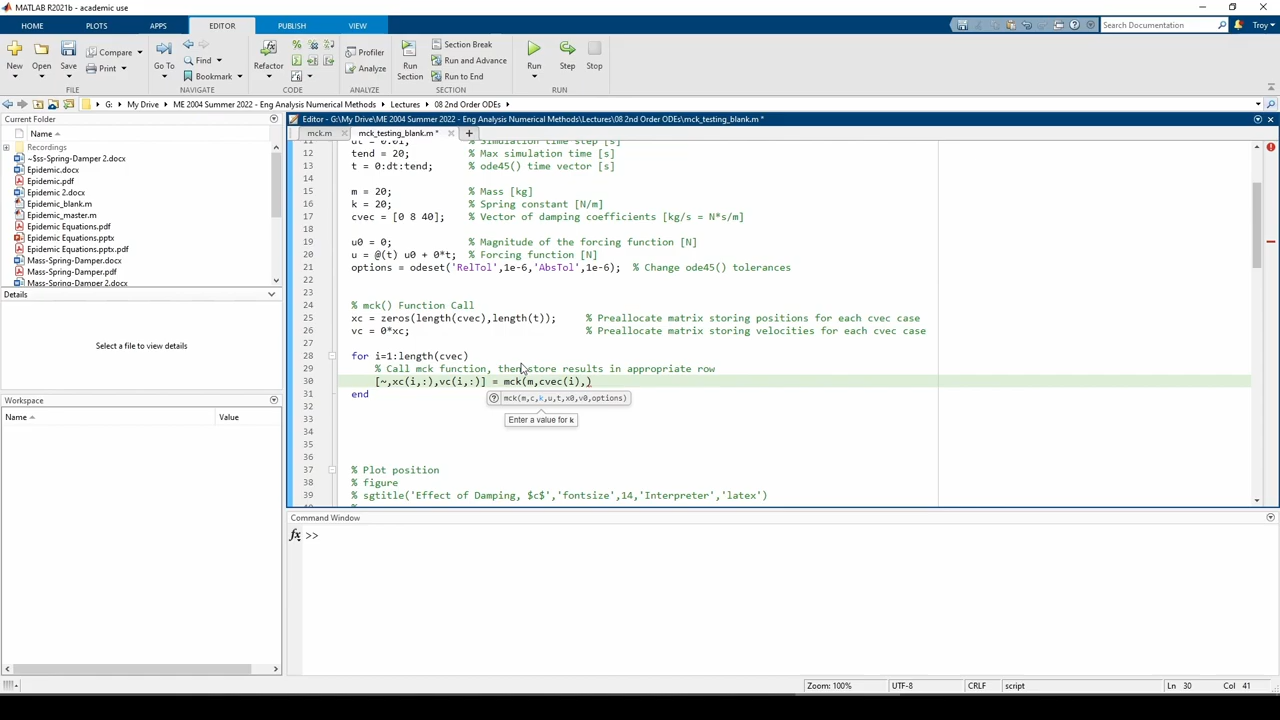 MATLAB R2021b - academic use
HOME PLOTS APPS EDITOR PUBLISH VIEW
Search Documentation
Troy
New Open Save Compare Print
Go To Find Bookmark
Refactor
Profiler
Analyze
Run Section
Section Break
Run and Advance
Run to End
Run Step Stop
FILE NAVIGATE CODE ANALYZE SECTION RUN
G: ▸ My Drive ▸ ME 2004 Summer 2022 - Eng Analysis Numerical Methods ▸ Lectures ▸ 08 2nd Order ODEs ▸
Current Folder
Name
Recordings
~$ss-Spring-Damper 2.docx
Epidemic.docx
Epidemic.pdf
Epidemic 2.docx
Epidemic_blank.m
Epidemic_master.m
Epidemic Equations.pdf
Epidemic Equations.pptx
Epidemic Equations.pptx.pdf
Mass-Spring-Damper.docx
Mass-Spring-Damper.pdf
Mass-Spring-Damper 2.docx
Details
Select a file to view details
Workspace
Name Value
Editor - G:\My Drive\ME 2004 Summer 2022 - Eng Analysis Numerical Methods\Lectures\08 2nd Order ODEs\mck_testing_blank.m *
mck.m mck_testing_blank.m *
11 dt = 0.01; % Simulation time step [s]
12 tend = 20; % Max simulation time [s]
13 t = 0:dt:tend; % ode45() time vector [s]
14
15 m = 20; % Mass [kg]
16 k = 20; % Spring constant [N/m]
17 cvec = [0 8 40]; % Vector of damping coefficients [kg/s = N*s/m]
18
19 u0 = 0; % Magnitude of the forcing function [N]
20 u = @(t) u0 + 0*t; % Forcing function [N]
21 options = odeset('RelTol',1e-6,'AbsTol',1e-6); % Change ode45() tolerances
22
23
24 % mck() Function Call
25 xc = zeros(length(cvec),length(t)); % Preallocate matrix storing positions for each cvec case
26 vc = 0*xc; % Preallocate matrix storing velocities for each cvec case
27
28 for i=1:length(cvec)
29 % Call mck function, then store results in appropriate row
30 [~,xc(i,:),vc(i,:)] = mck(m,cvec(i),)
31 end
mck(m,c,k,u,t,x0,v0,options)
Enter a value for k
32
33
34
35
36
37 % Plot position
38 % figure
39 % sgtitle('Effect of Damping, $c$','fontsize',14,'Interpreter','latex')
Command Window
fx >>
Zoom: 100% UTF-8 CRLF script Ln 30 Col 41